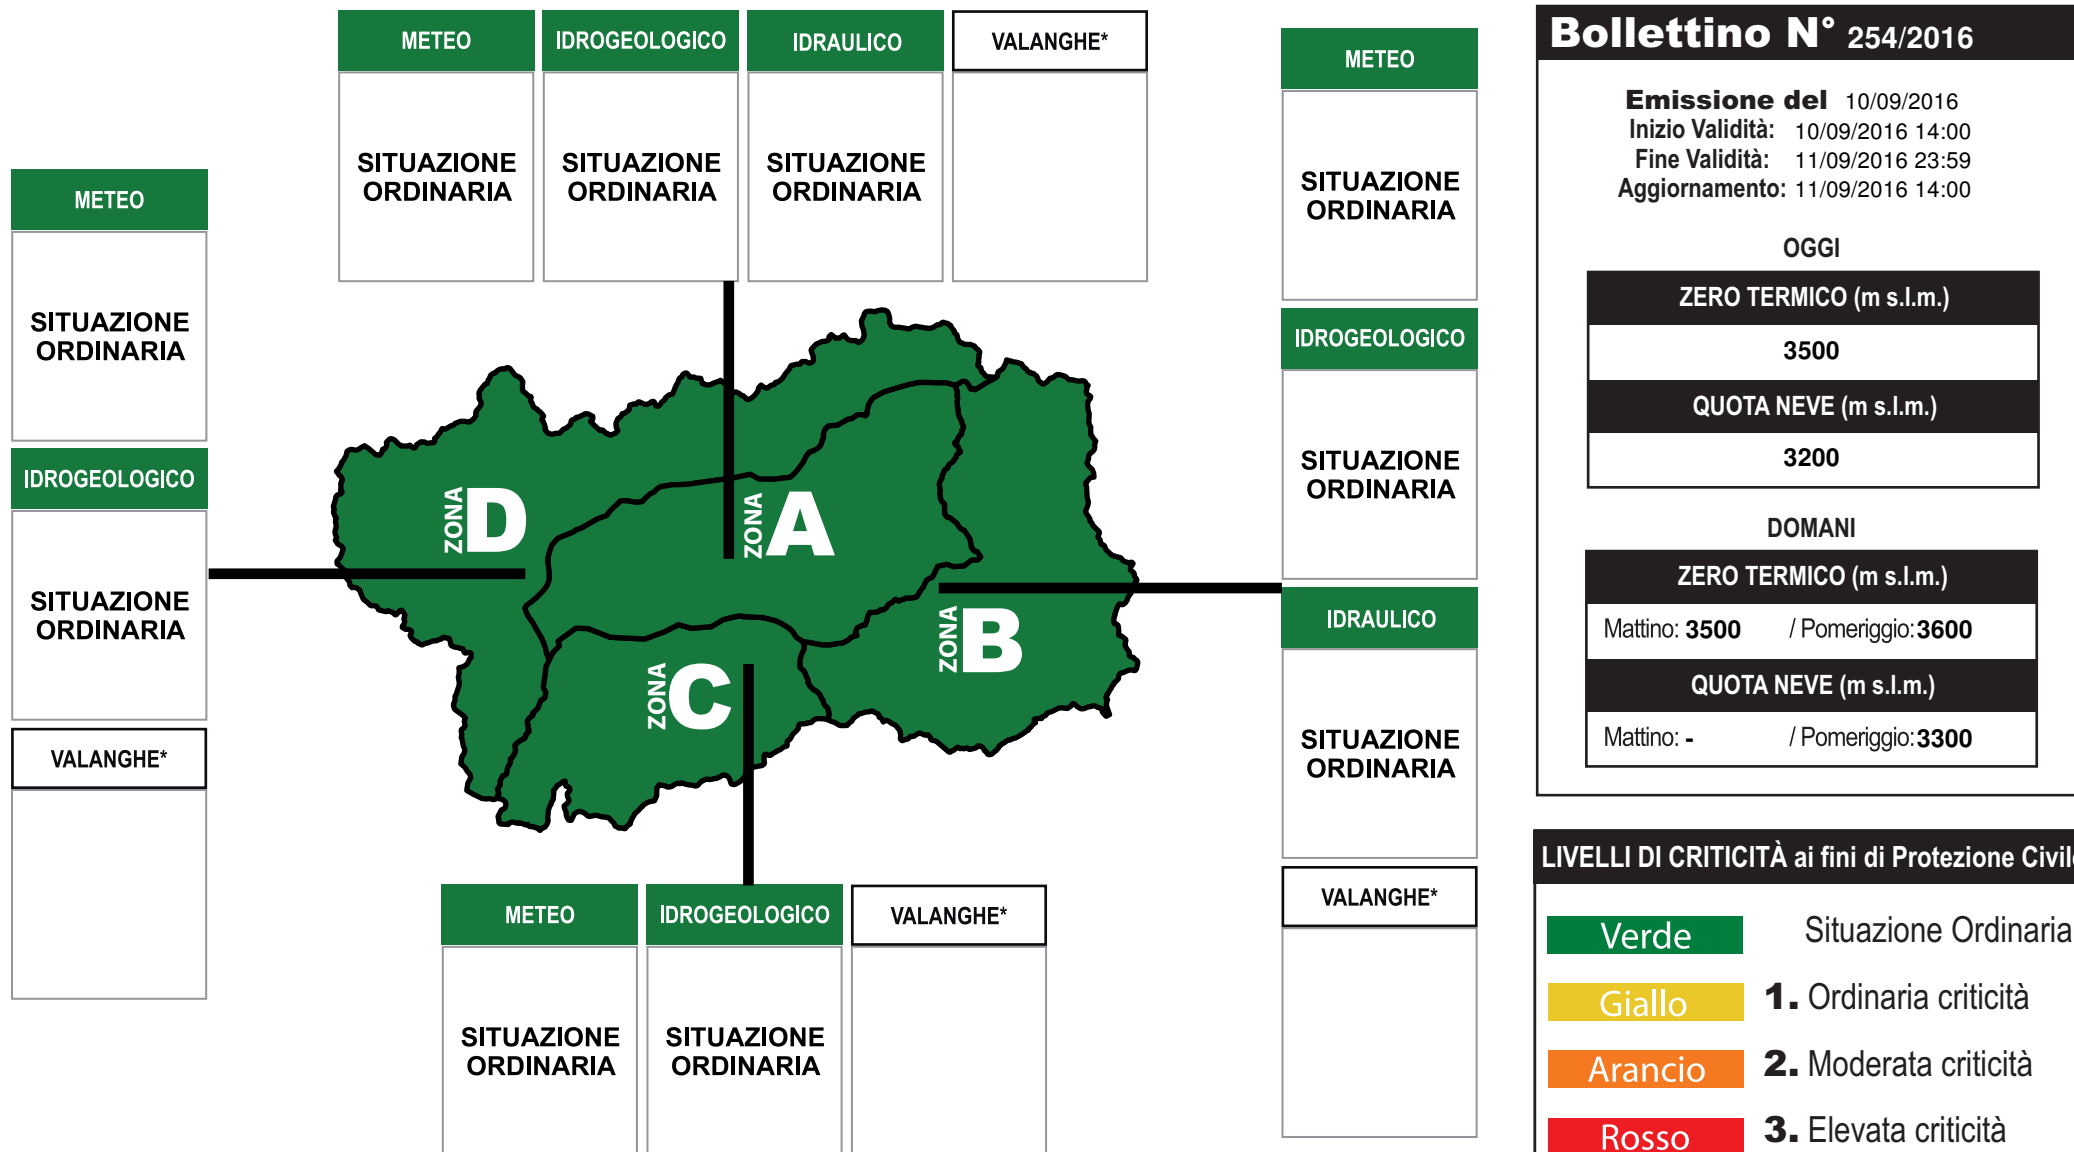 METEO
IDROGEOLOGICO
IDRAULICO
VALANGHE*
SITUAZIONE
ORDINARIA
SITUAZIONE
ORDINARIA
SITUAZIONE
ORDINARIA
METEO
SITUAZIONE
ORDINARIA
IDROGEOLOGICO
SITUAZIONE
ORDINARIA
VALANGHE*
ZONA D
ZONA A
ZONA B
ZONA C
METEO
SITUAZIONE
ORDINARIA
IDROGEOLOGICO
SITUAZIONE
ORDINARIA
IDRAULICO
SITUAZIONE
ORDINARIA
VALANGHE*
METEO
IDROGEOLOGICO
VALANGHE*
SITUAZIONE
ORDINARIA
SITUAZIONE
ORDINARIA
Bollettino N° 254/2016
Emissione del 10/09/2016
Inizio Validità: 10/09/2016 14:00
Fine Validità: 11/09/2016 23:59
Aggiornamento: 11/09/2016 14:00
OGGI
ZERO TERMICO (m s.l.m.)
3500
QUOTA NEVE (m s.l.m.)
3200
DOMANI
ZERO TERMICO (m s.l.m.)
Mattino: 3500 / Pomeriggio: 3600
QUOTA NEVE (m s.l.m.)
Mattino: - / Pomeriggio: 3300
LIVELLI DI CRITICITÀ ai fini di Protezione Civile
Verde Situazione Ordinaria
Giallo 1. Ordinaria criticità
Arancio 2. Moderata criticità
Rosso 3. Elevata criticità